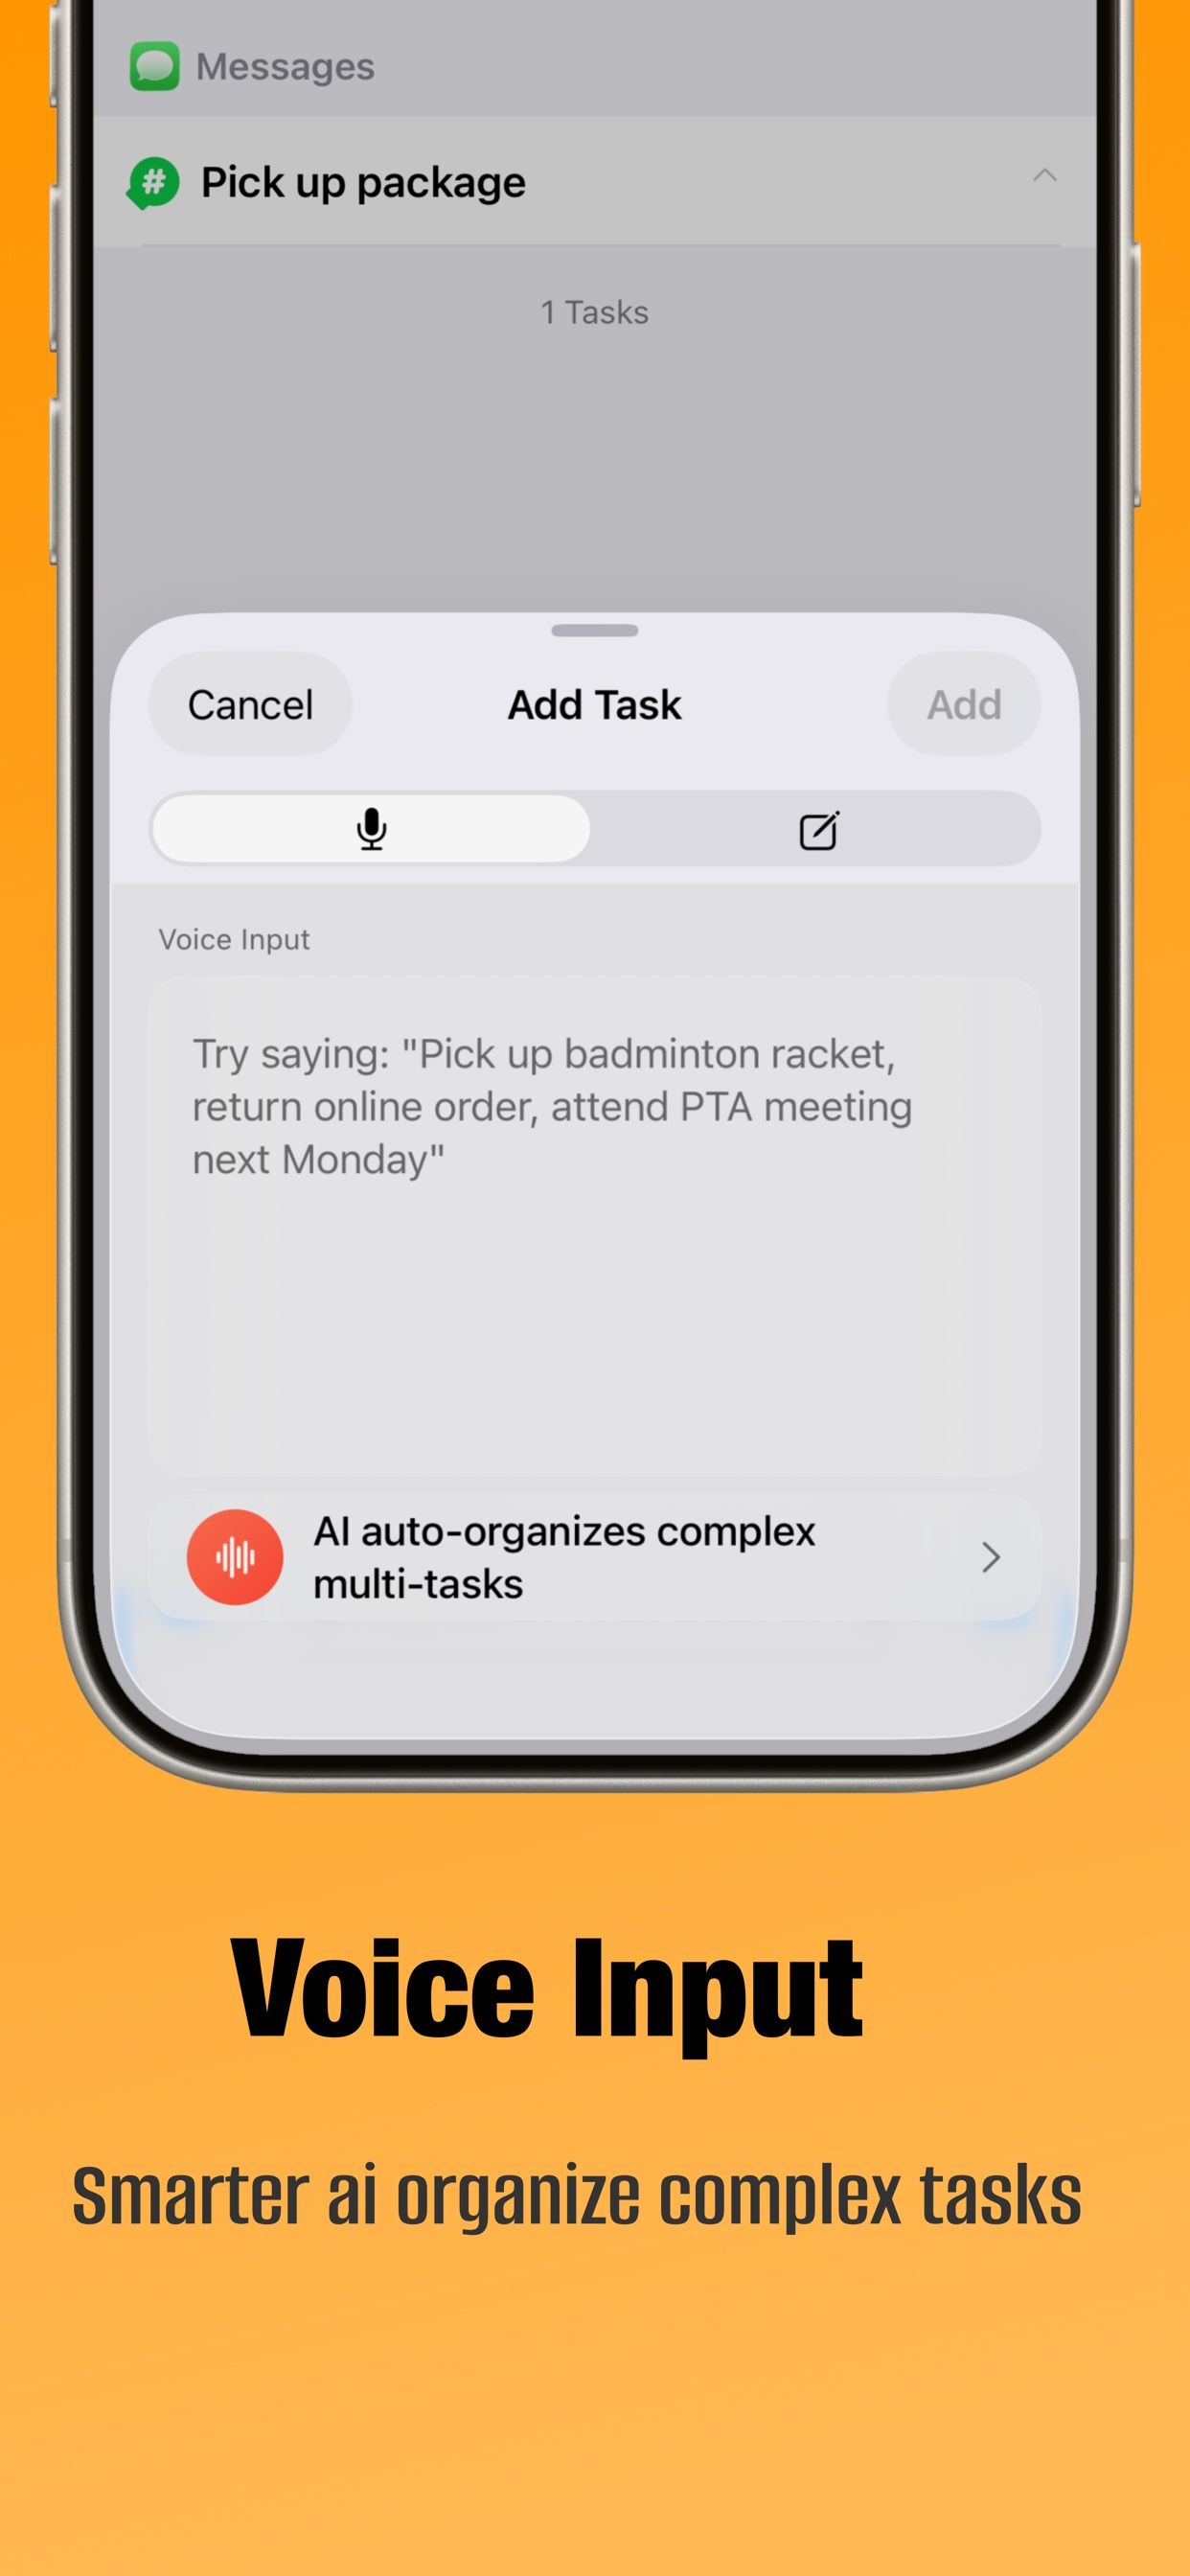 Messages
# Pick up package
1 Tasks
Cancel
Add Task
Add
Voice Input
Try saying: "Pick up badminton racket,
return online order, attend PTA meeting
next Monday"
AI auto-organizes complex
multi-tasks
Voice Input
Smarter ai organize complex tasks